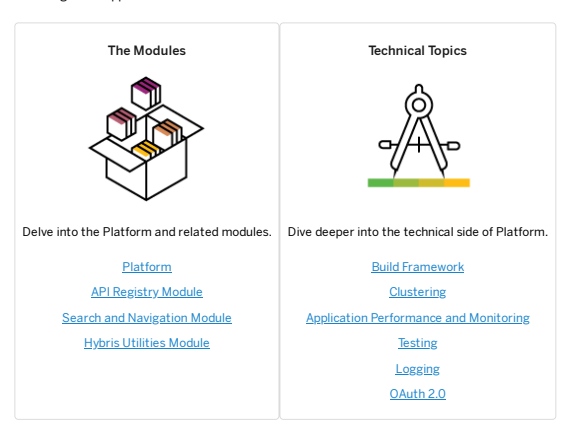 The Modules
Delve into the Platform and related modules.
Platform
API Registry Module
Search and Navigation Module
Hybris Utilities Module
Technical Topics
Dive deeper into the technical side of Platform.
Build Framework
Clustering
Application Performance and Monitoring
Testing
Logging
OAuth 2.0